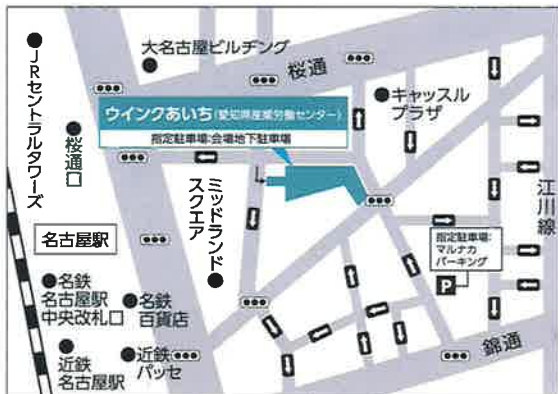 JRセントラルタワーズ
大名古屋ビルヂング
桜通
ウインクあいち(愛知県産業労働センター)
指定駐車場:会場地下駐車場
キャッスル
プラザ
桜通口
江川線
ミッドランド
スクエア
名古屋駅
指定駐車場:
マルナカ
パーキング
P
名鉄
名古屋駅
中央改札口
名鉄
百貨店
近鉄
名古屋駅
近鉄
パッセ
錦通